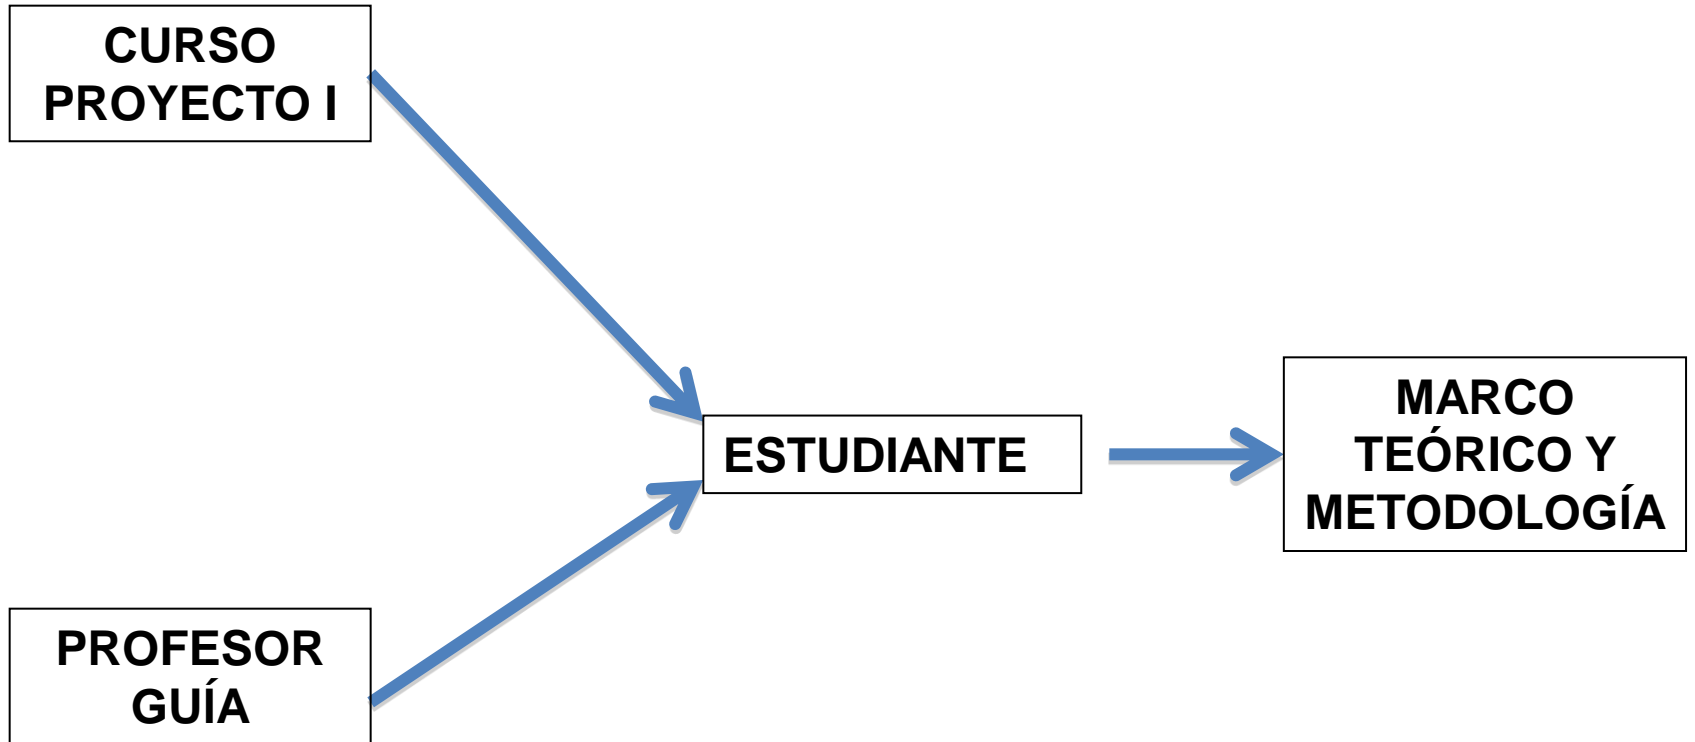 CURSO
PROYECTO I
ESTUDIANTE
MARCO
TEÓRICO Y
METODOLOGÍA
PROFESOR
GUÍA